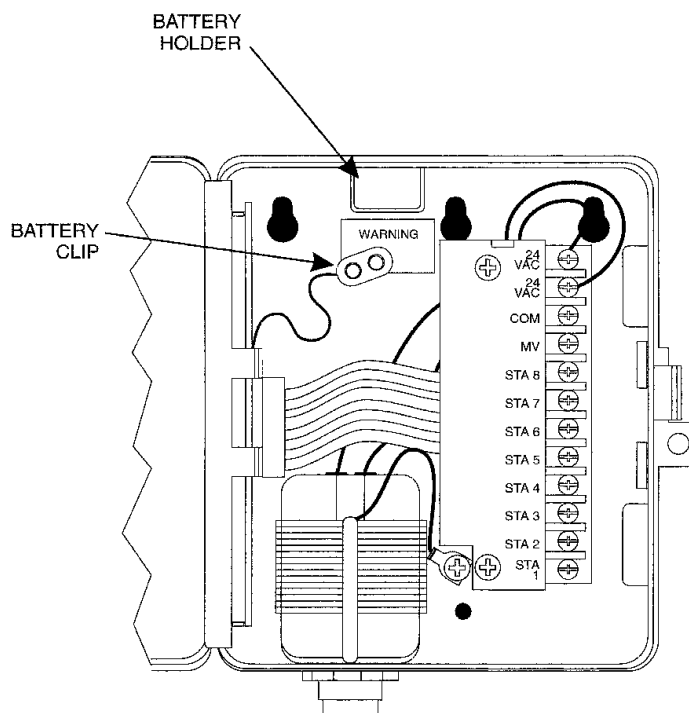 BATTERY
HOLDER
BATTERY
CLIP
WARNING
24
VAC
24
VAC
COM
MV
STA 8
STA 7
STA 6
STA 5
STA 4
STA 3
STA 2
STA
1